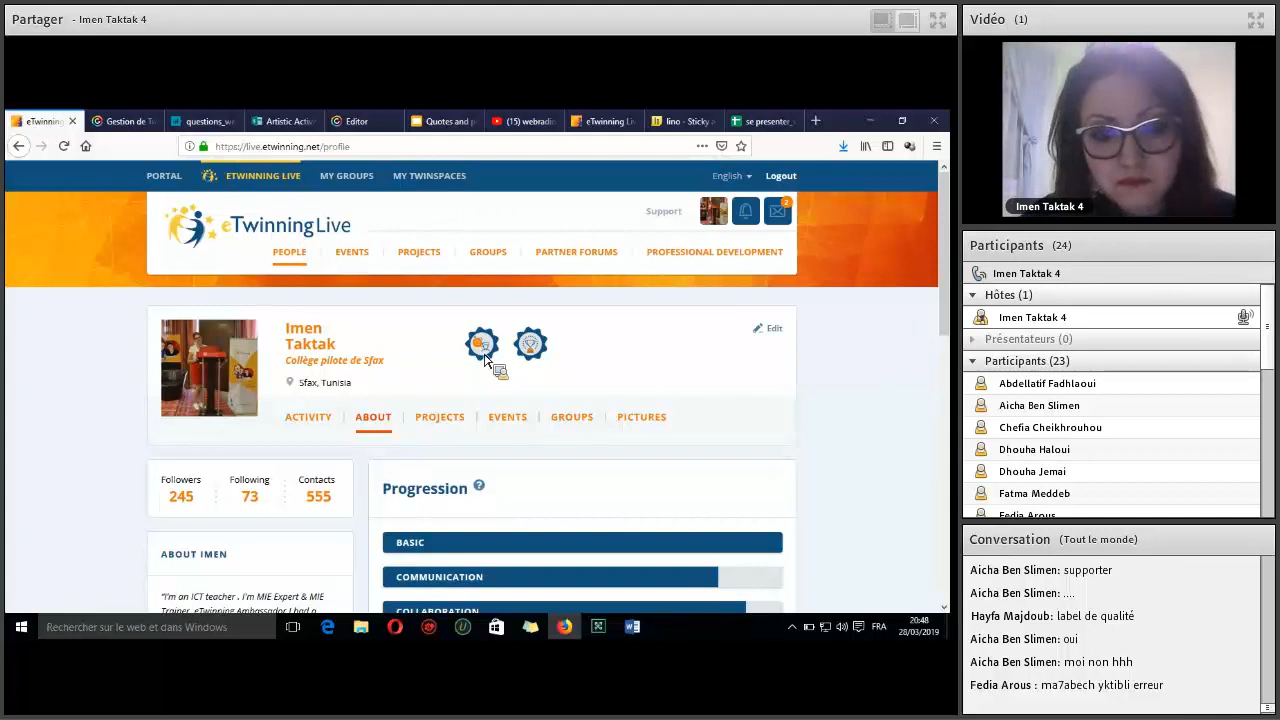 Partager - Imen Taktak 4
eTwinning Gestion de T questions_w Artistic Acti Editor Quotes and p (15) webradio eTwinning Li lino - Sticky se presenter_
https://live.etwinning.net/profile
PORTAL ETWINNING LIVE MY GROUPS MY TWINSPACES English Logout
eTwinningLive Support 2
PEOPLE EVENTS PROJECTS GROUPS PARTNER FORUMS PROFESSIONAL DEVELOPMENT
Imen
Taktak
Collège pilote de Sfax
Sfax, Tunisia
Edit
ACTIVITY ABOUT PROJECTS EVENTS GROUPS PICTURES
Followers Following Contacts
245 73 555
ABOUT IMEN
"I'm an ICT teacher . i'm MIE Expert & MIE
Trainer, eTwinning Ambassador I had a
Progression ?
BASIC
COMMUNICATION
COLLABORATION
Rechercher sur le web et dans Windows
FRA
20:48
28/03/2019
Vidéo (1)
Imen Taktak 4
Participants (24)
Imen Taktak 4
Hôtes (1)
Imen Taktak 4
Présentateurs (0)
Participants (23)
Abdellatif Fadhlaoui
Aicha Ben Slimen
Chefia Cheikhrouhou
Dhouha Haloui
Dhouha Jemai
Fatma Meddeb
Fedia Arous
Conversation (Tout le monde)
Aicha Ben Slimen: supporter
Aicha Ben Slimen: ....
Hayfa Majdoub: label de qualité
Aicha Ben Slimen: oui
Aicha Ben Slimen: moi non hhh
Fedia Arous : ma7abech yktibli erreur